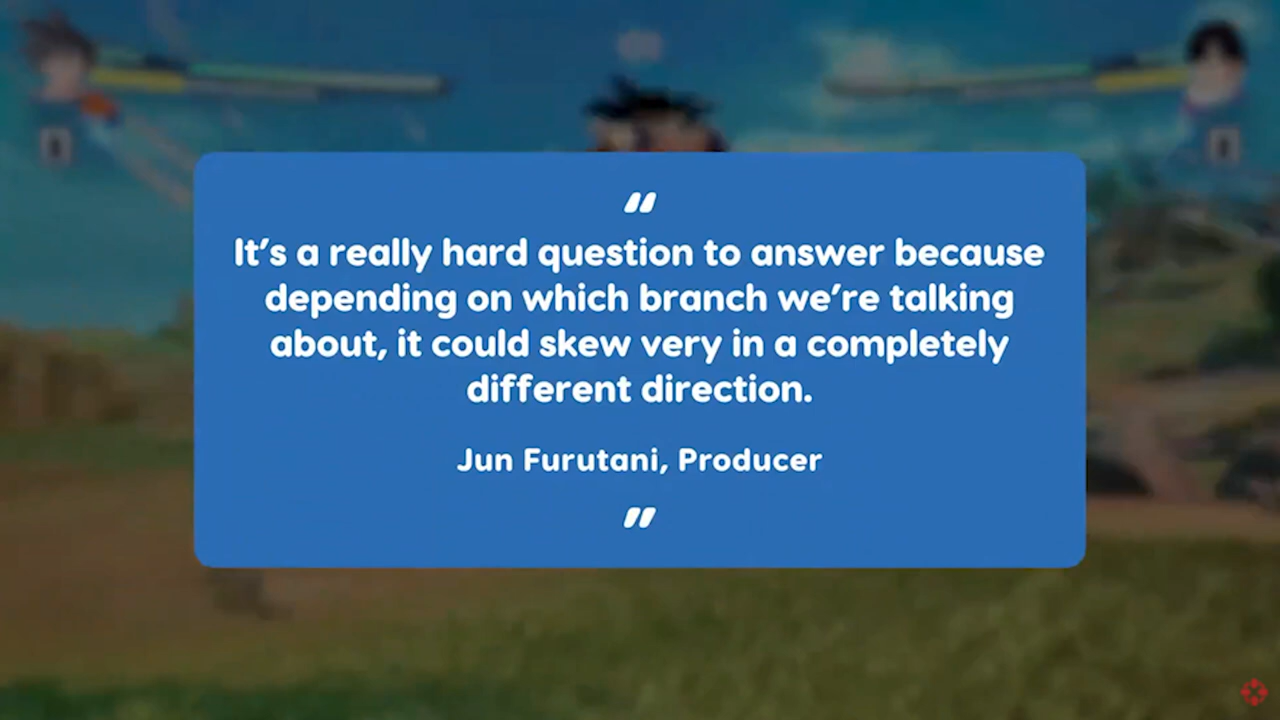 “
It’s a really hard question to answer because
depending on which branch we’re talking
about, it could skew very in a completely
different direction.
Jun Furutani, Producer
”